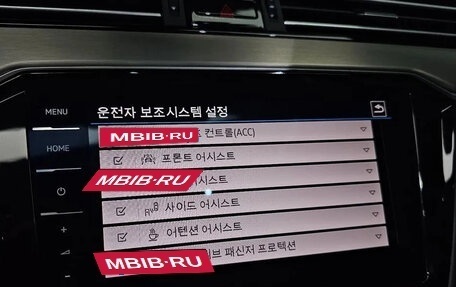 MENU
운전자 보조시스템 설정
MBIB.RU 컨트롤(ACC)
HOME
프론트 어시스트
MBIB-RU 시스트
사이드 어시스트
어텐션 어시스트
MBIB.RU 브 패신저 프로텍션